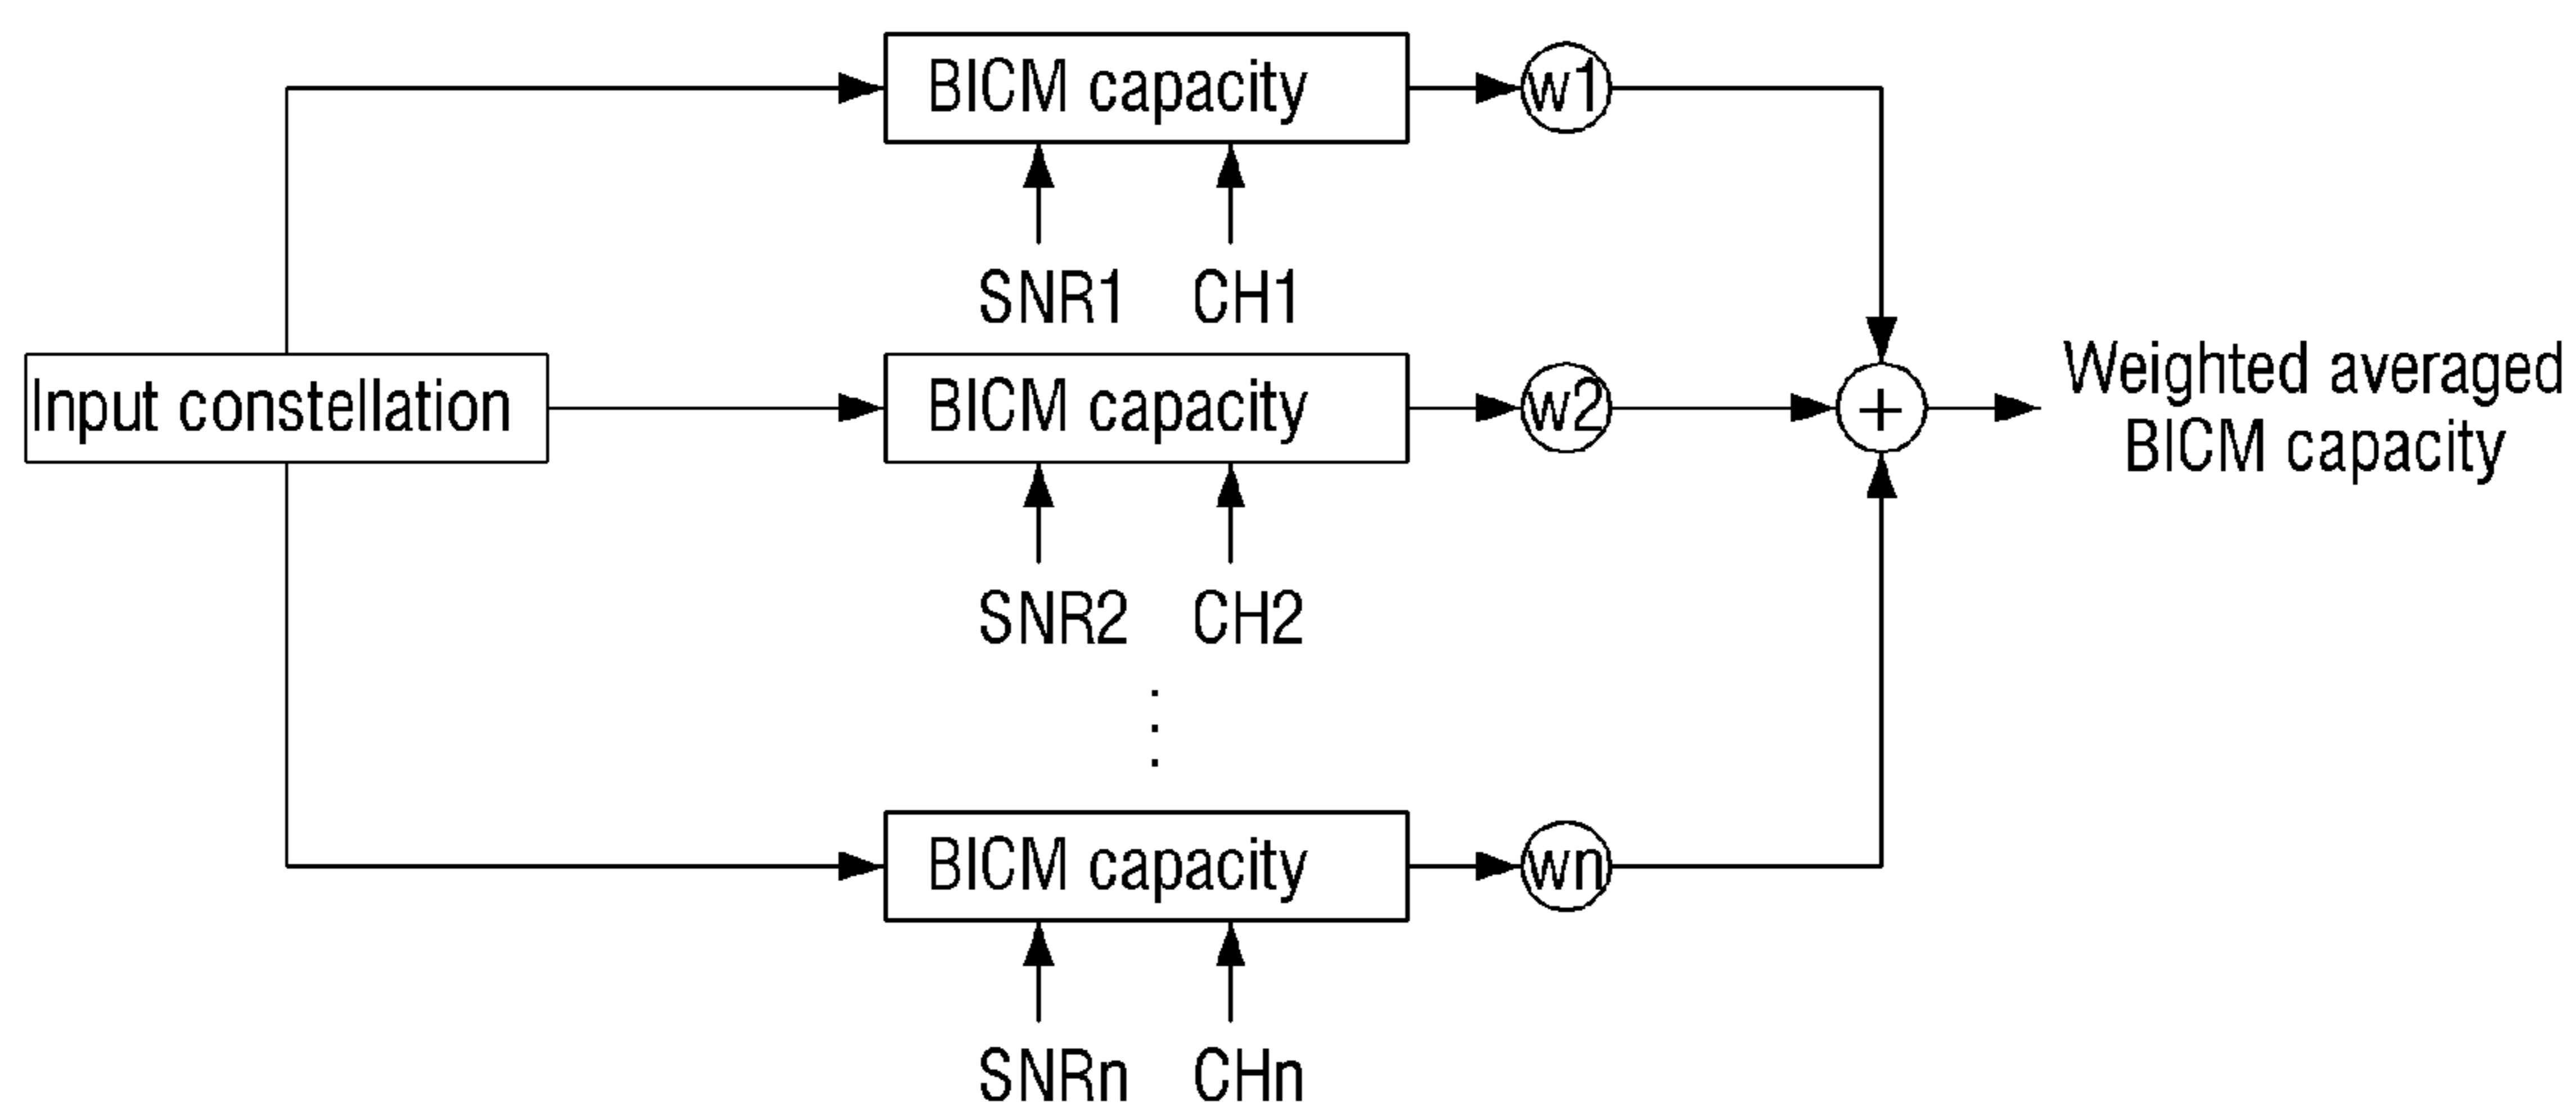 BICM capacity
w1
SNR1 CH1
Input constellation
BICM capacity
w2
+
Weighted averaged
BICM capacity
SNR2 CH2
BICM capacity
wn
SNRn CHn